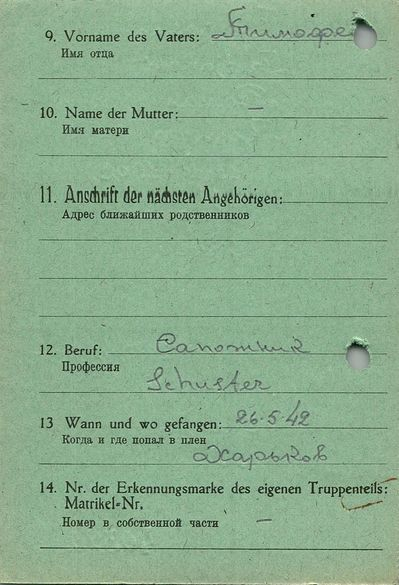 9. Vorname des Vaters: Тимофе
Имя отца
10. Name der Mutter: —
Имя матери
11. Anschrift der nächsten Angehörigen:
Адрес ближайших родственников
12. Beruf: Сапожник
Профессия
Schuster
13 Wann und wo gefangen: 26.5.42
Когда и где попал в плен
Харьков
14. Nr. der Erkennungsmarke des eigenen Truppenteils:
Matrikel-Nr.
Номер в собственной части —